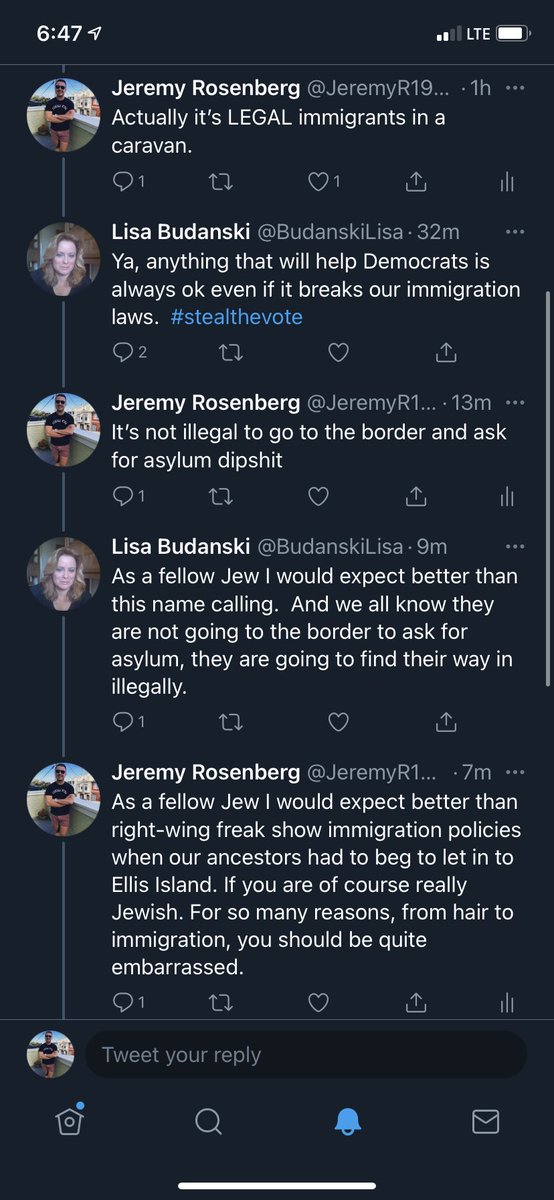 6:47
LTE
Jeremy Rosenberg @JeremyR19... · 1h
Actually it’s LEGAL immigrants in a
caravan.
1 1
Lisa Budanski @BudanskiLisa · 32m
Ya, anything that will help Democrats is
always ok even if it breaks our immigration
laws. #stealthevote
2
Jeremy Rosenberg @JeremyR1... · 13m
It’s not illegal to go to the border and ask
for asylum dipshit
1
Lisa Budanski @BudanskiLisa · 9m
As a fellow Jew I would expect better than
this name calling. And we all know they
are not going to the border to ask for
asylum, they are going to find their way in
illegally.
1
Jeremy Rosenberg @JeremyR1... · 7m
As a fellow Jew I would expect better than
right-wing freak show immigration policies
when our ancestors had to beg to let in to
Ellis Island. If you are of course really
Jewish. For so many reasons, from hair to
immigration, you should be quite
embarrassed.
1
Tweet your reply